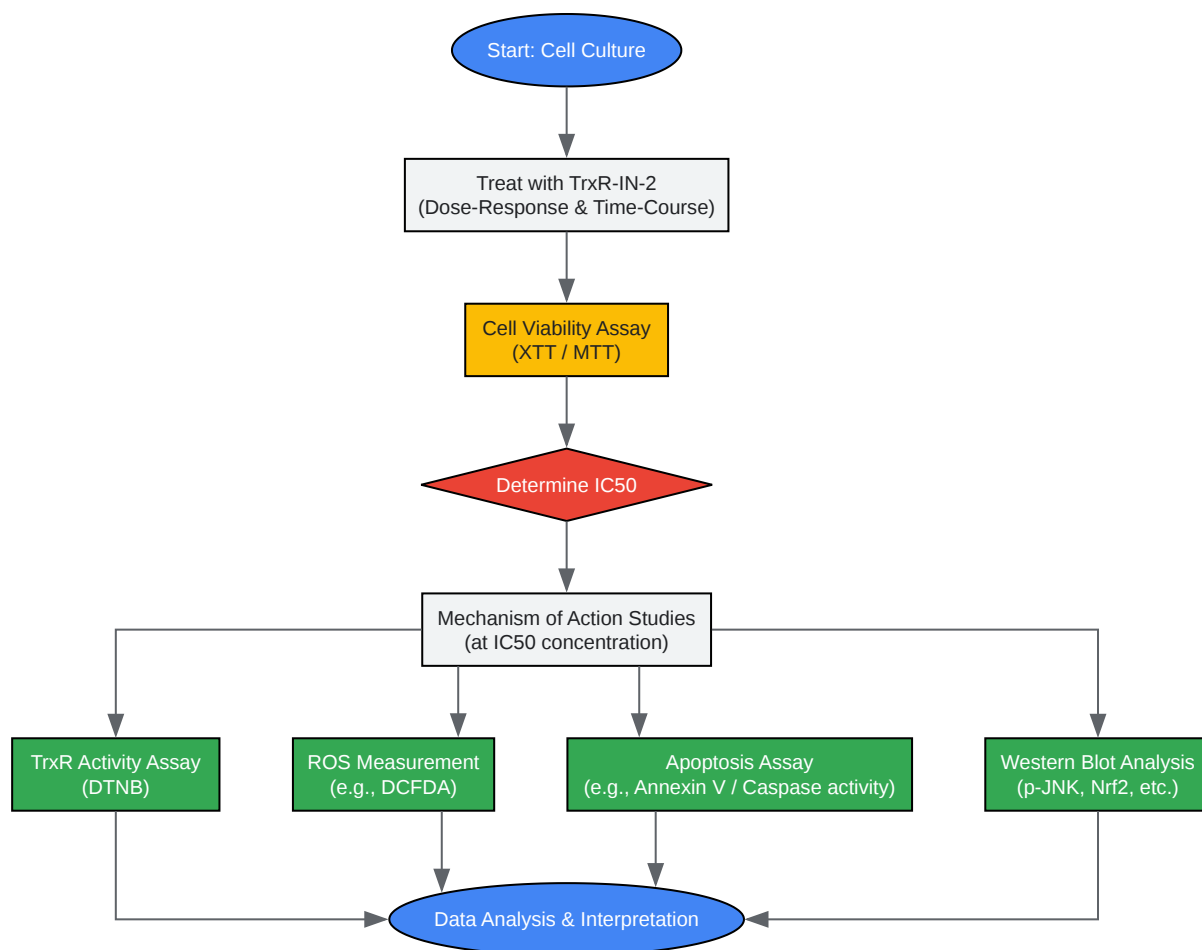 Start: Cell Culture
Treat with TrxR-IN-2
(Dose-Response & Time-Course)
Cell Viability Assay
(XTT / MTT)
Determine IC50
Mechanism of Action Studies
(at IC50 concentration)
TrxR Activity Assay
(DTNB)
ROS Measurement
(e.g., DCFDA)
Apoptosis Assay
(e.g., Annexin V / Caspase activity)
Western Blot Analysis
(p-JNK, Nrf2, etc.)
Data Analysis & Interpretation